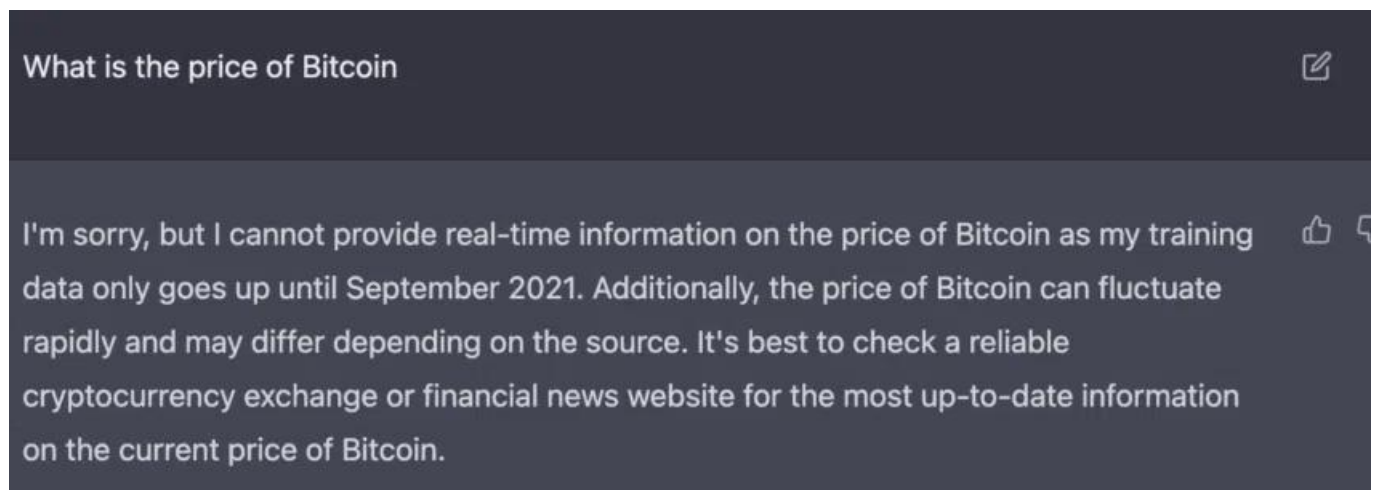 What is the price of Bitcoin
I'm sorry, but I cannot provide real-time information on the price of Bitcoin as my training
data only goes up until September 2021. Additionally, the price of Bitcoin can fluctuate
rapidly and may differ depending on the source. It's best to check a reliable
cryptocurrency exchange or financial news website for the most up-to-date information
on the current price of Bitcoin.